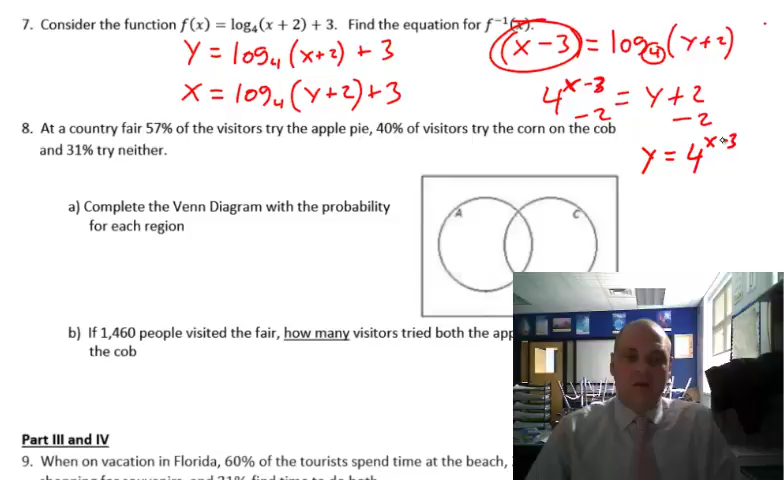 7. Consider the function f(x) = log₄(x + 2) + 3. Find the equation for f⁻¹(x).
Y = log₄ (x+2) + 3
X = log₄ (Y+2) + 3
(x-3) = log₄ (Y+2)
4^(x-3) = Y+2
-2 -2
Y = 4^(x-3)
8. At a country fair 57% of the visitors try the apple pie, 40% of visitors try the corn on the cob
and 31% try neither.
a) Complete the Venn Diagram with the probability
for each region
A C
b) If 1,460 people visited the fair, how many visitors tried both the app
the cob
Part III and IV
9. When on vacation in Florida, 60% of the tourists spend time at the beach,